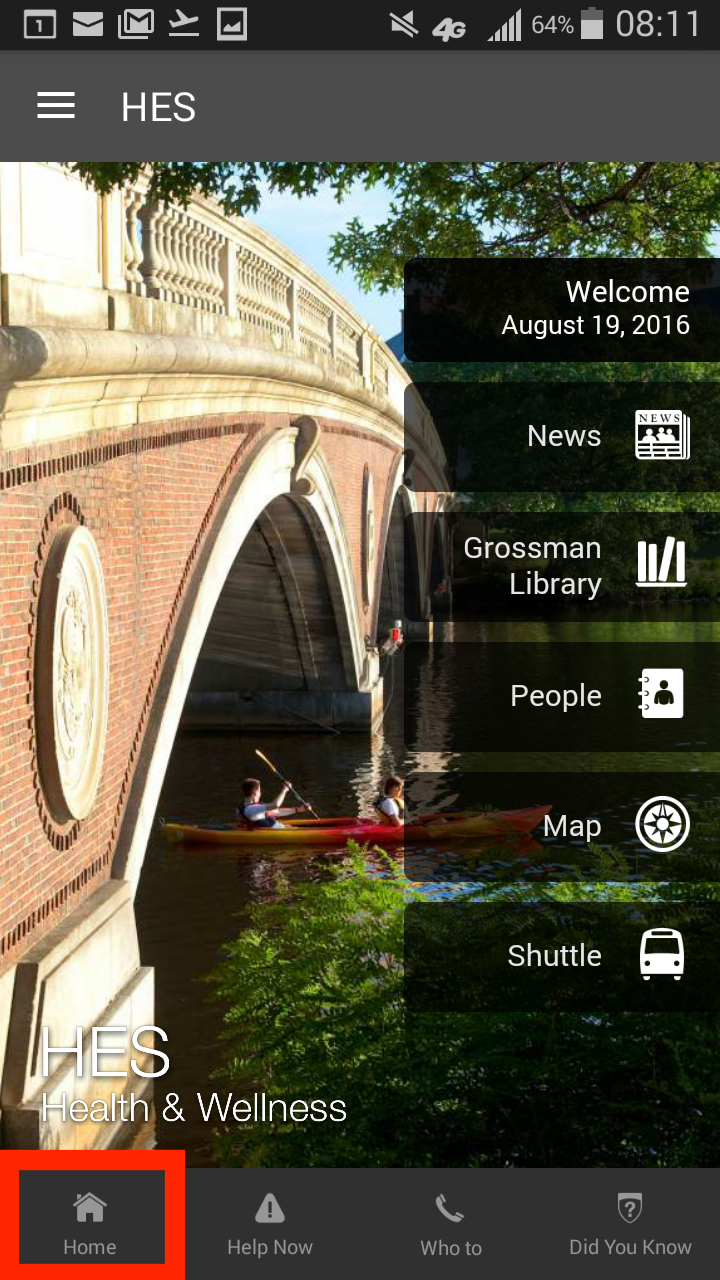 1
4G
64%
08:11
HES
Welcome
August 19, 2016
News
NEWS
Grossman
Library
People
Map
Shuttle
HES
Health & Wellness
Home
Help Now
Who to
Did You Know